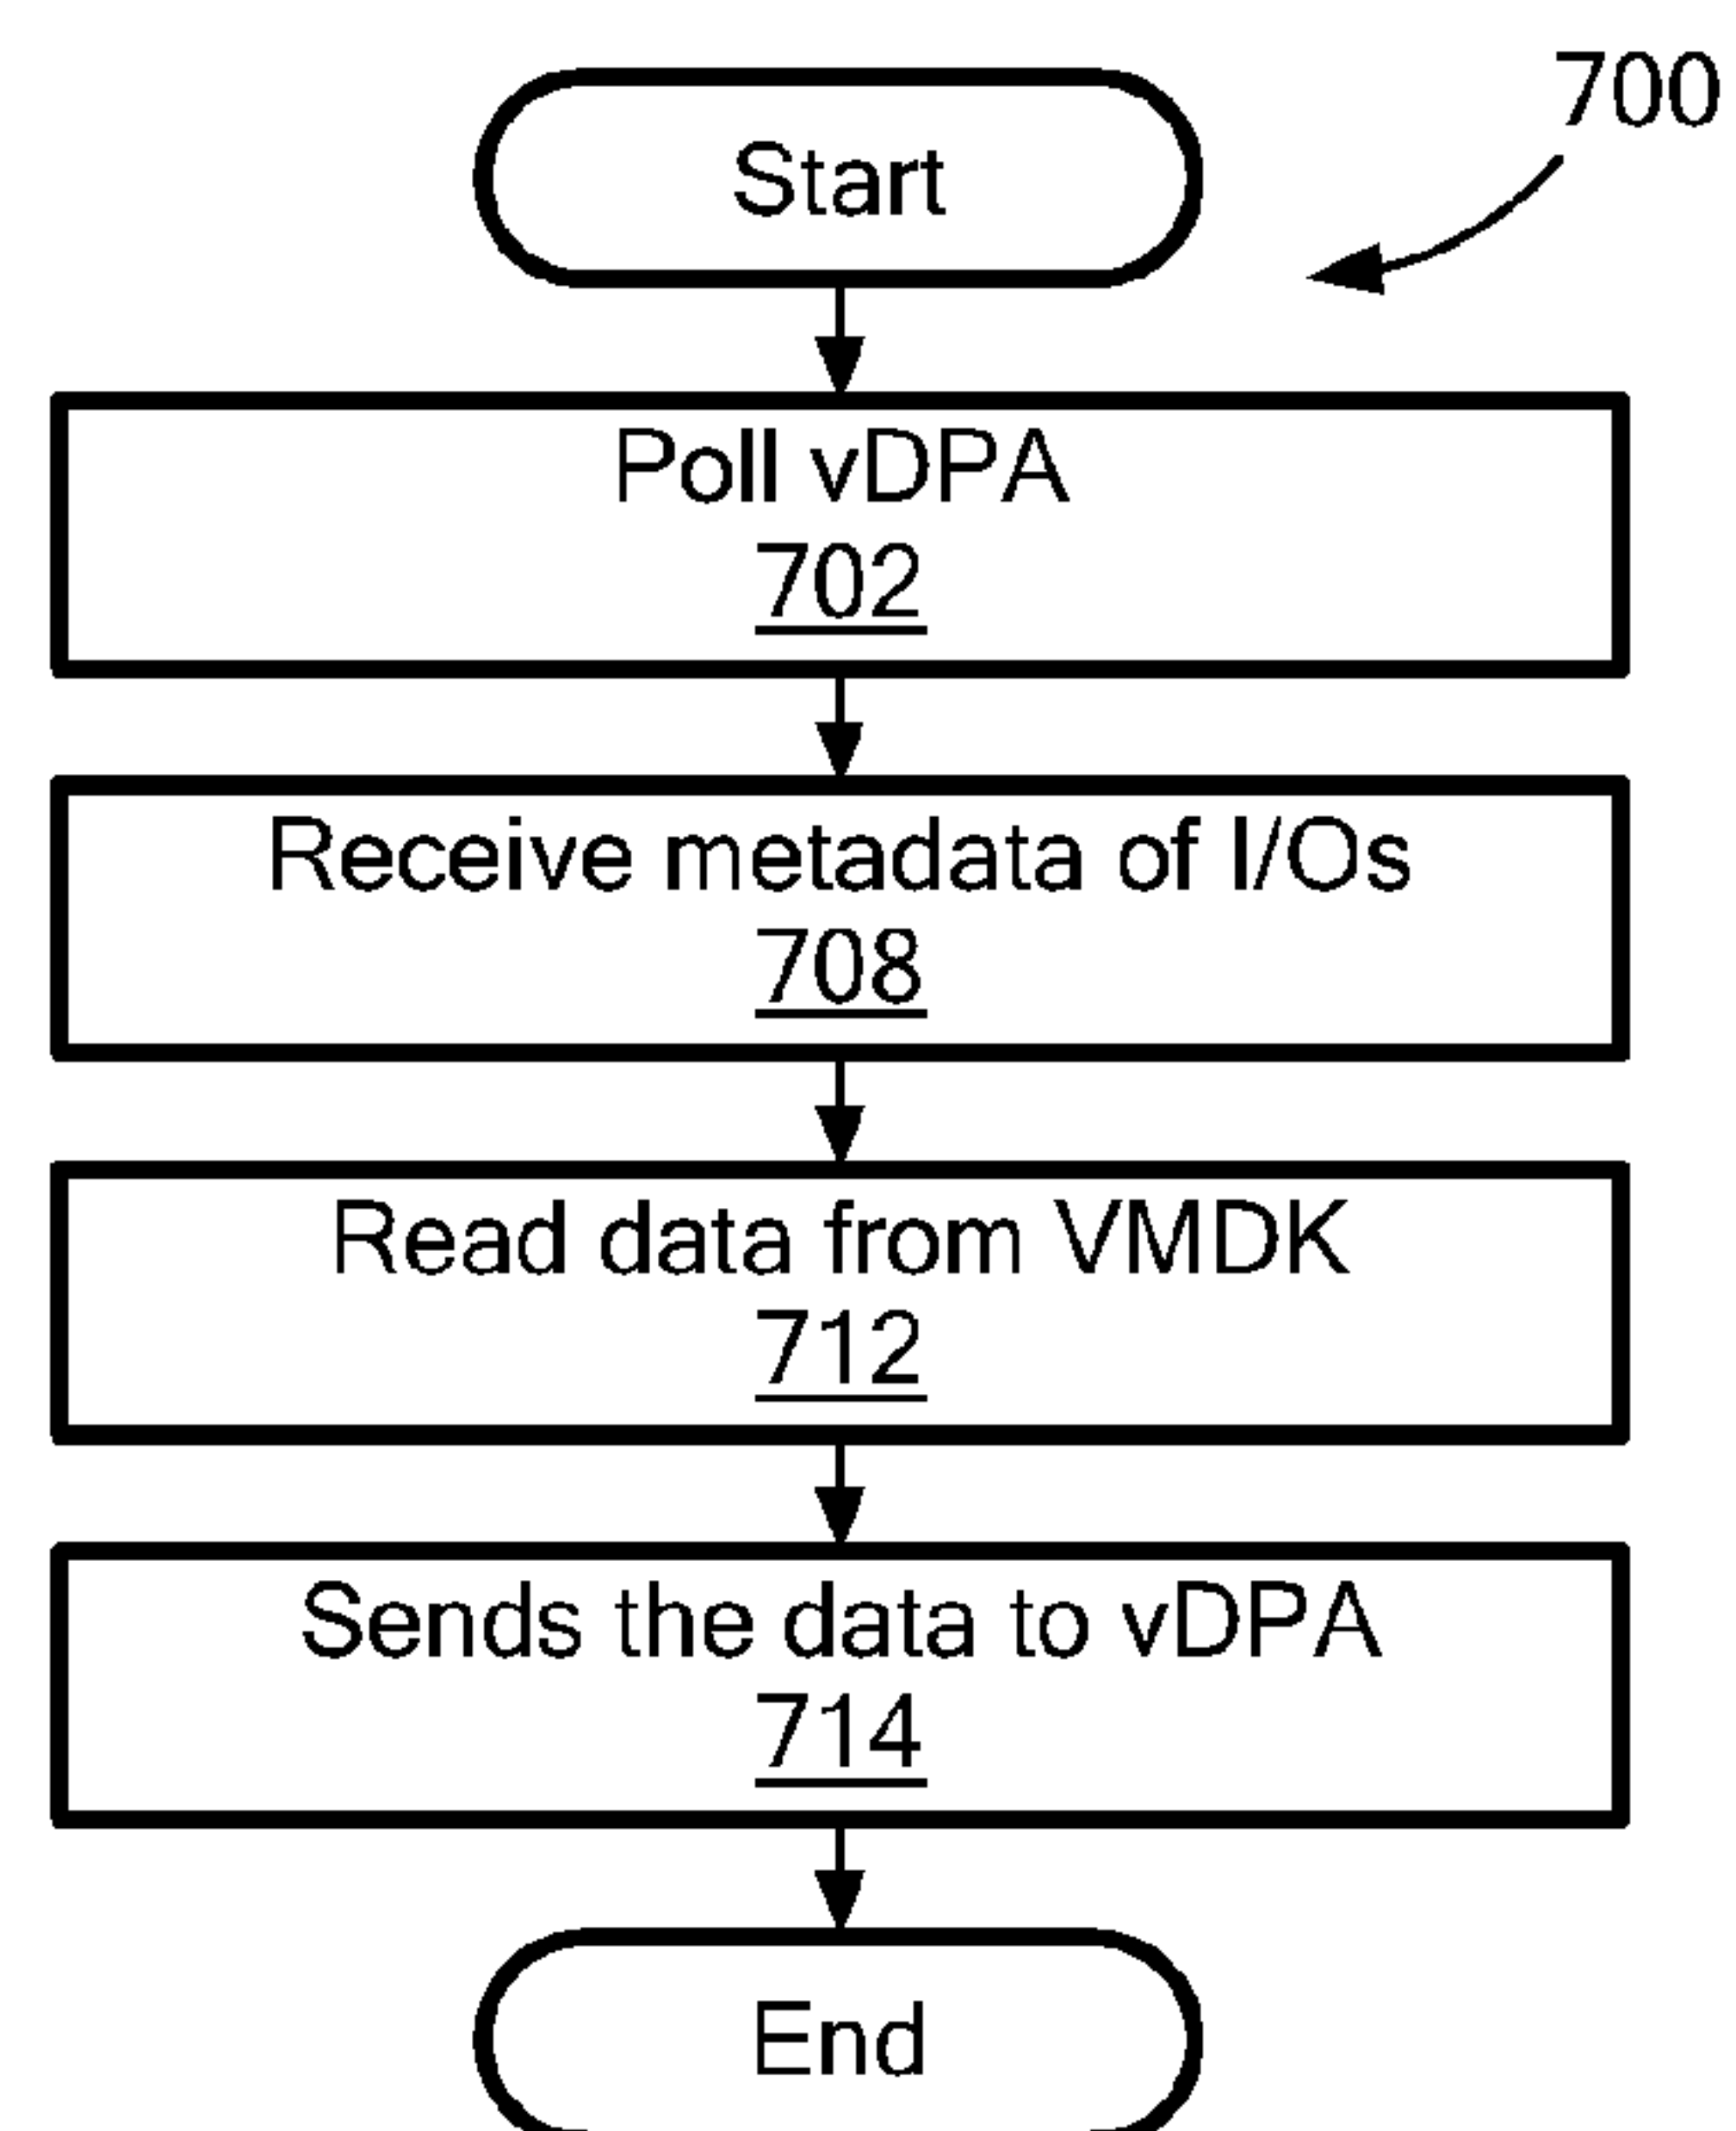 700
Start
Poll vDPA
702
Receive metadata of I/Os
708
Read data from VMDK
712
Sends the data to vDPA
714
End